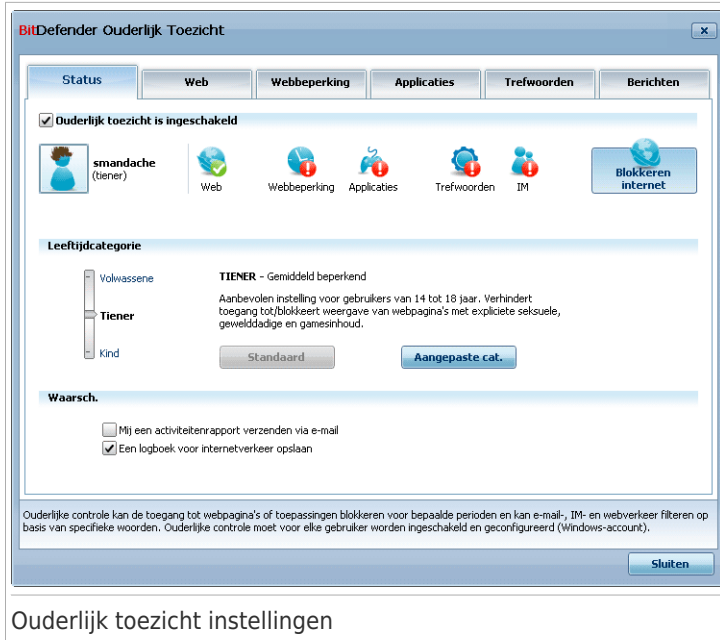 BitDefender Ouderlijk Toezicht
Status
Web
Webbeperking
Applicaties
Trefwoorden
Berichten
Ouderlijk toezicht is ingeschakeld
smandache
(tiener)
Web
Webbeperking
Applicaties
Trefwoorden
IM
Blokkeren
internet
Leeftijdcategorie
Volwassene
Tiener
Kind
TIENER - Gemiddeld beperkend
Aanbevolen instelling voor gebruikers van 14 tot 18 jaar. Verhindert
toegang tot/blokkeert weergave van webpagina's met expliciete seksuele,
gewelddadige en gamesinhoud.
Standaard
Aangepaste cat.
Waarsch.
Mij een activiteitenrapport verzenden via e-mail
Een logboek voor internetverkeer opslaan
Ouderlijke controle kan de toegang tot webpagina's of toepassingen blokkeren voor bepaalde perioden en kan e-mail-, IM- en webverkeer filteren op
basis van specifieke woorden. Ouderlijke controle moet voor elke gebruiker worden ingeschakeld en geconfigureerd (Windows-account).
Sluiten
Ouderlijk toezicht instellingen